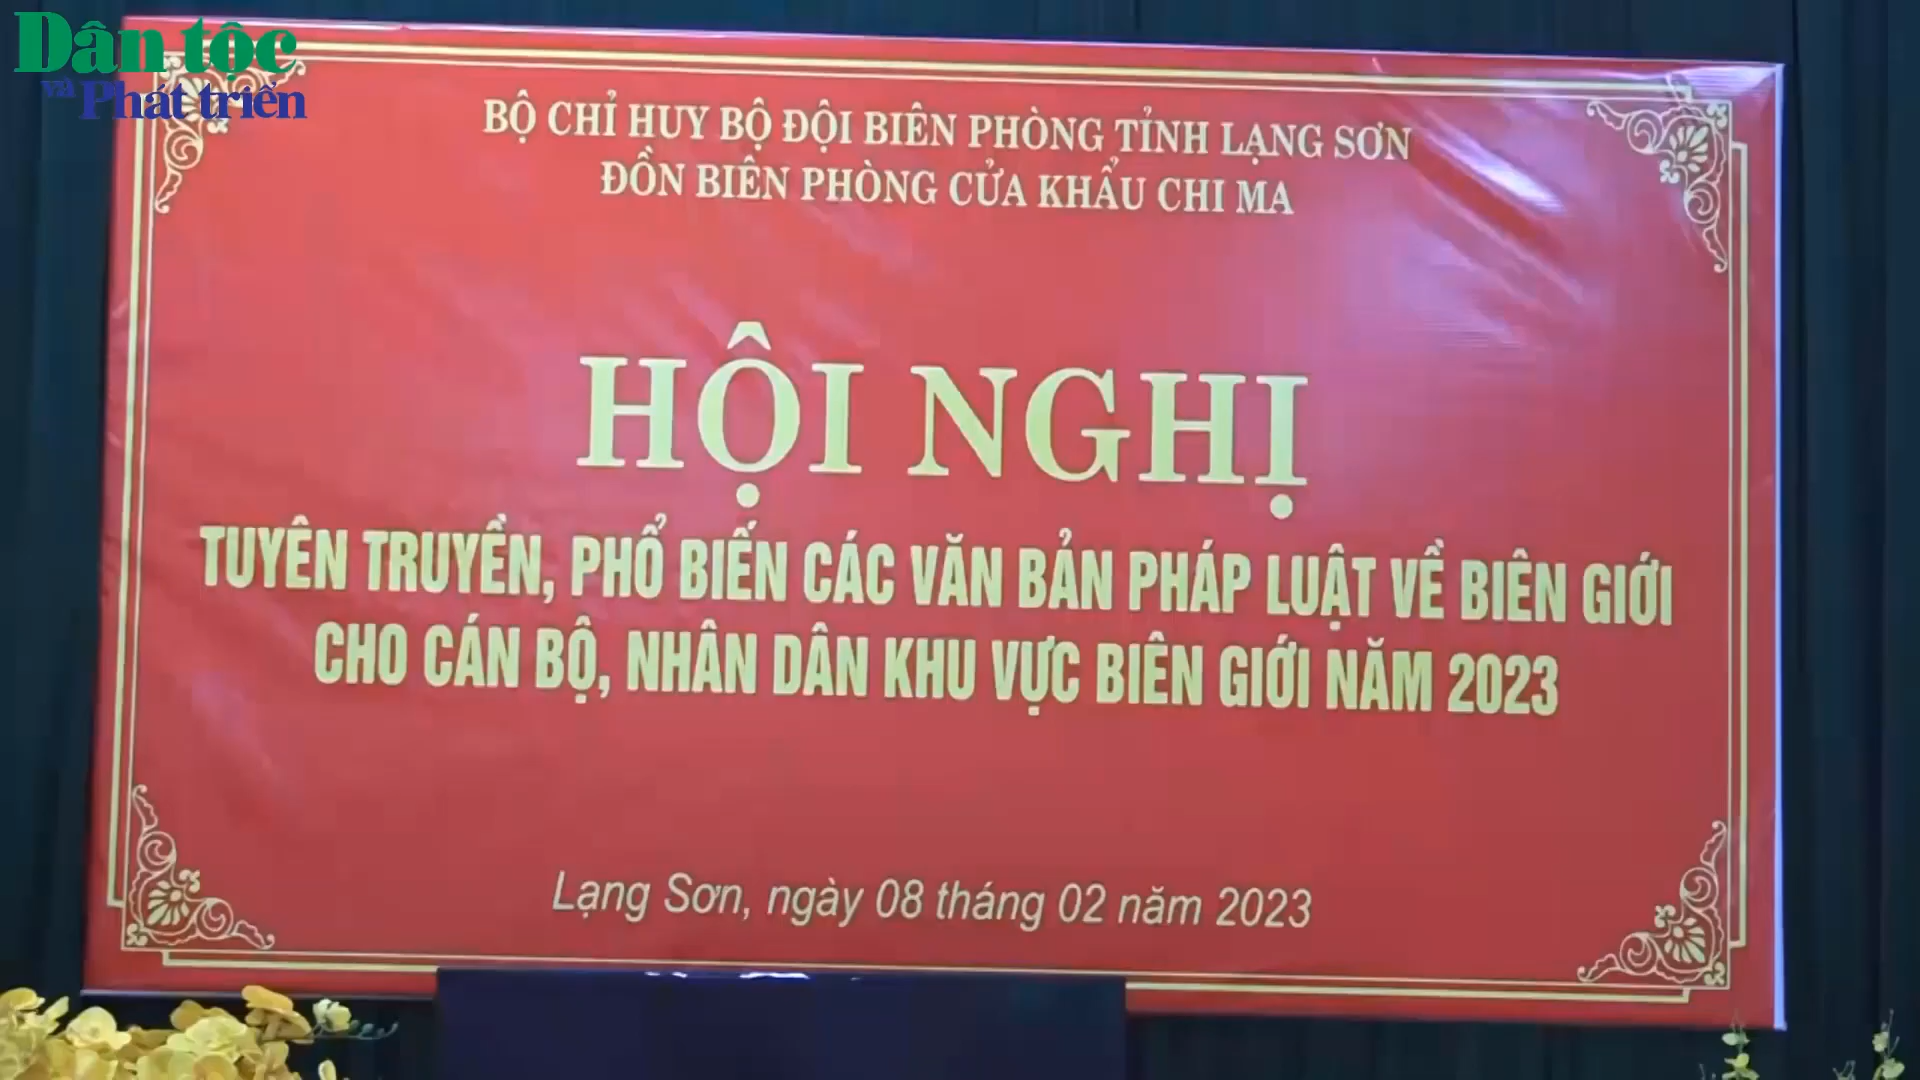 Dân tộc
và Phát triển
BỘ CHỈ HUY BỘ ĐỘI BIÊN PHÒNG TỈNH LẠNG SƠN
ĐỒN BIÊN PHÒNG CỬA KHẨU CHI MA
HỘI NGHỊ
TUYÊN TRUYỀN, PHỔ BIẾN CÁC VĂN BẢN PHÁP LUẬT VỀ BIÊN GIỚI
CHO CÁN BỘ, NHÂN DÂN KHU VỰC BIÊN GIỚI NĂM 2023
Lạng Sơn, ngày 08 tháng 02 năm 2023